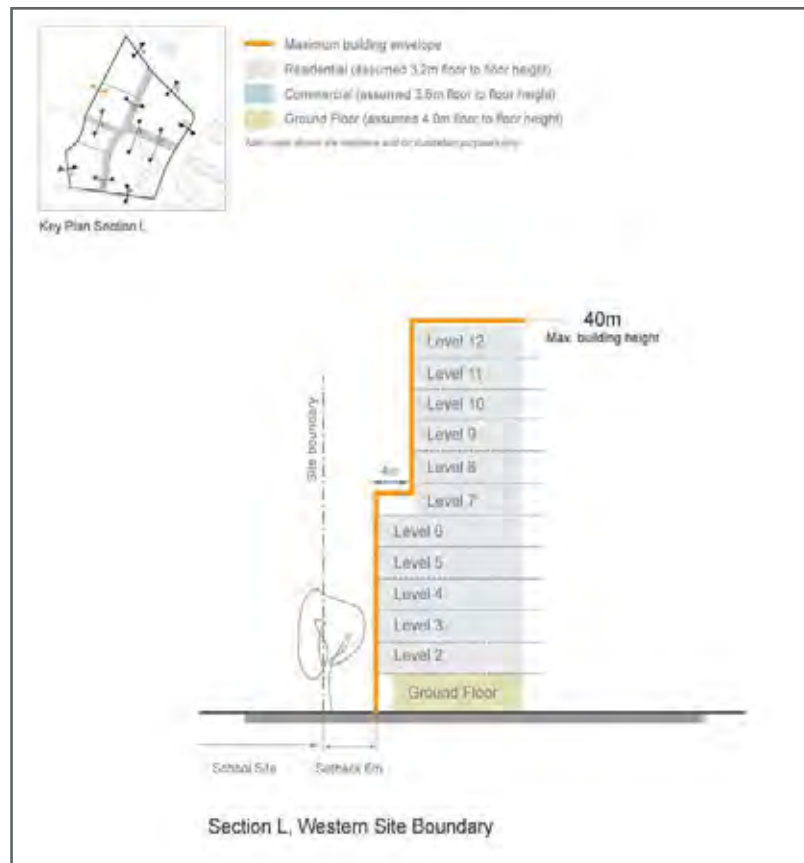 Maximum building envelope
Residential (assumed 3.2m floor to floor height)
Commercial (assumed 3.6m floor to floor height)
Ground Floor (assumed 4.0m floor to floor height)
Key Plan Section L
40m
Max. building height
Level 12
Level 11
Level 10
Level 9
Level 8
Level 7
Level 6
Level 5
Level 4
Level 3
Level 2
Ground Floor
4m
Site boundary
School Site
Setback 6m
Section L, Western Site Boundary